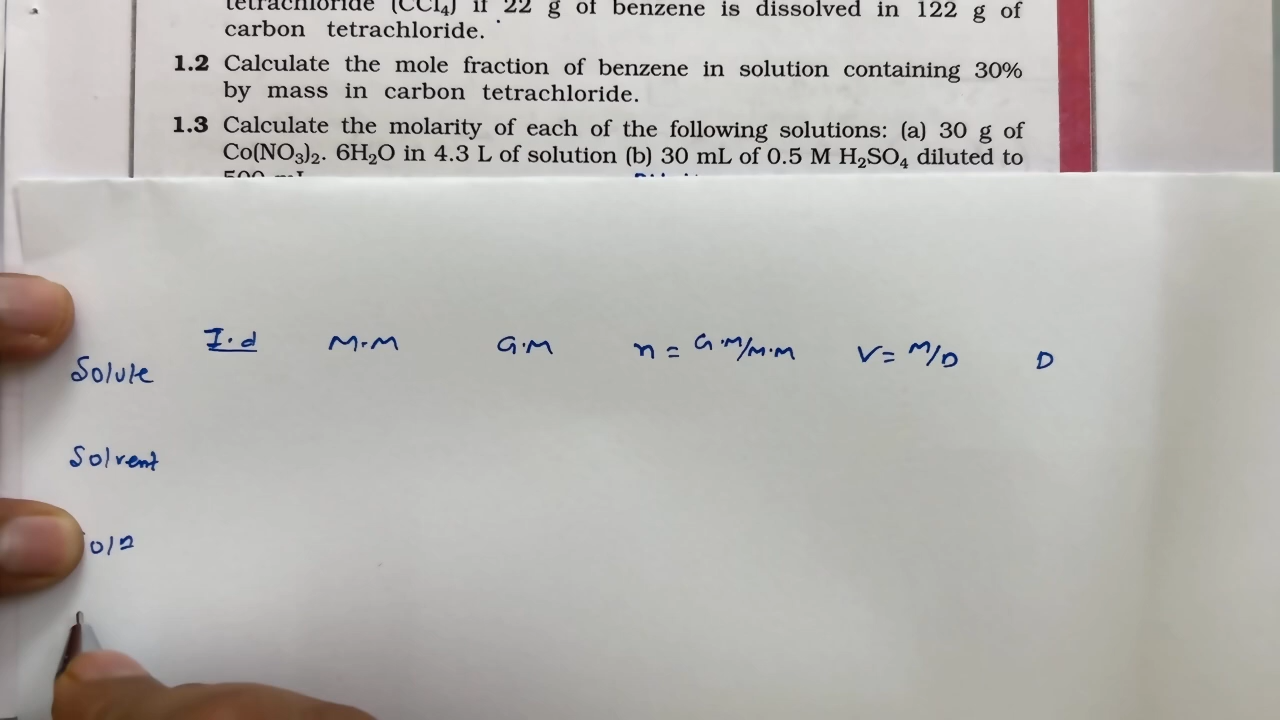 tetrachloride (CCl₄) if 22 g of benzene is dissolved in 122 g of
carbon tetrachloride.
1.2 Calculate the mole fraction of benzene in solution containing 30%
by mass in carbon tetrachloride.
1.3 Calculate the molarity of each of the following solutions: (a) 30 g of
Co(NO₃)₂. 6H₂O in 4.3 L of solution (b) 30 mL of 0.5 M H₂SO₄ diluted to
I.d M.M G.M n = G.M/M.M V = M/D D
Solute
Solvent